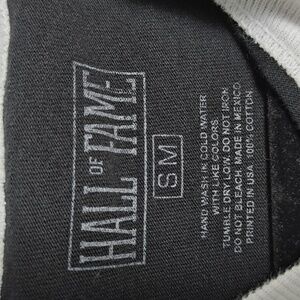 HALL OF FAME
SM
HAND WASH IN COLD WATER
WITH LIKE COLORS.
TUMBLE DRY LOW. DO NOT IRON
DO NOT BLEACH. MADE IN MEXICO
PRINTED IN USA. 100% COTTON.